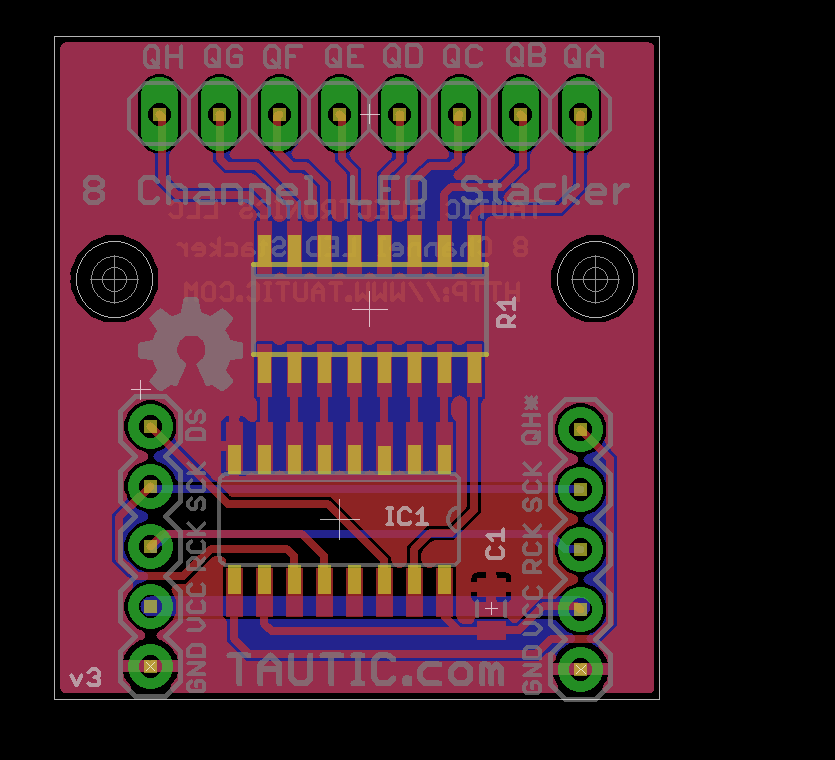 QH QG QF QE QD QC QB QA
8 Channel LED Stacker
TAUTIC ELECTRONICS LLC
8 Channel LED Stacker
HTTP://WWW.TAUTIC.COM
R1
DS
SCK
RCK
VCC
GND
IC1
C1
QH*
SCK
RCK
VCC
GND
TAUTIC.com
v3